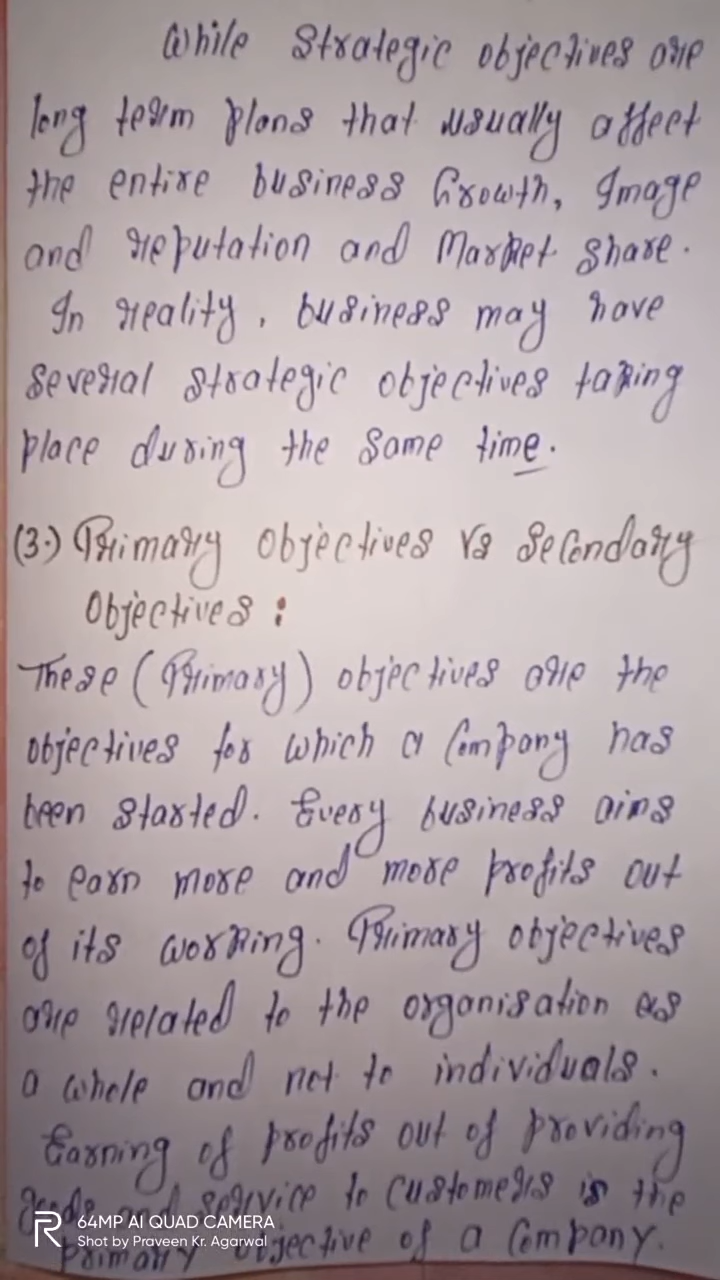 While Strategic objectives are
long term plans that usually affect
the entire business Growth, Image
and reputation and Market share.
In reality, business may have
several strategic objectives taking
place during the same time.
(3.) Primary Objectives Vs Secondary
Objectives :
These (Primary) objectives are the
objectives for which a Company has
been started. Every business aims
to earn more and more profits out
of its working. Primary objectives
are related to the organisation as
a whole and not to individuals.
Earning of profits out of providing
goods and service to customers is the
primary objective of a Company.
64MP AI QUAD CAMERA
Shot by Praveen Kr. Agarwal